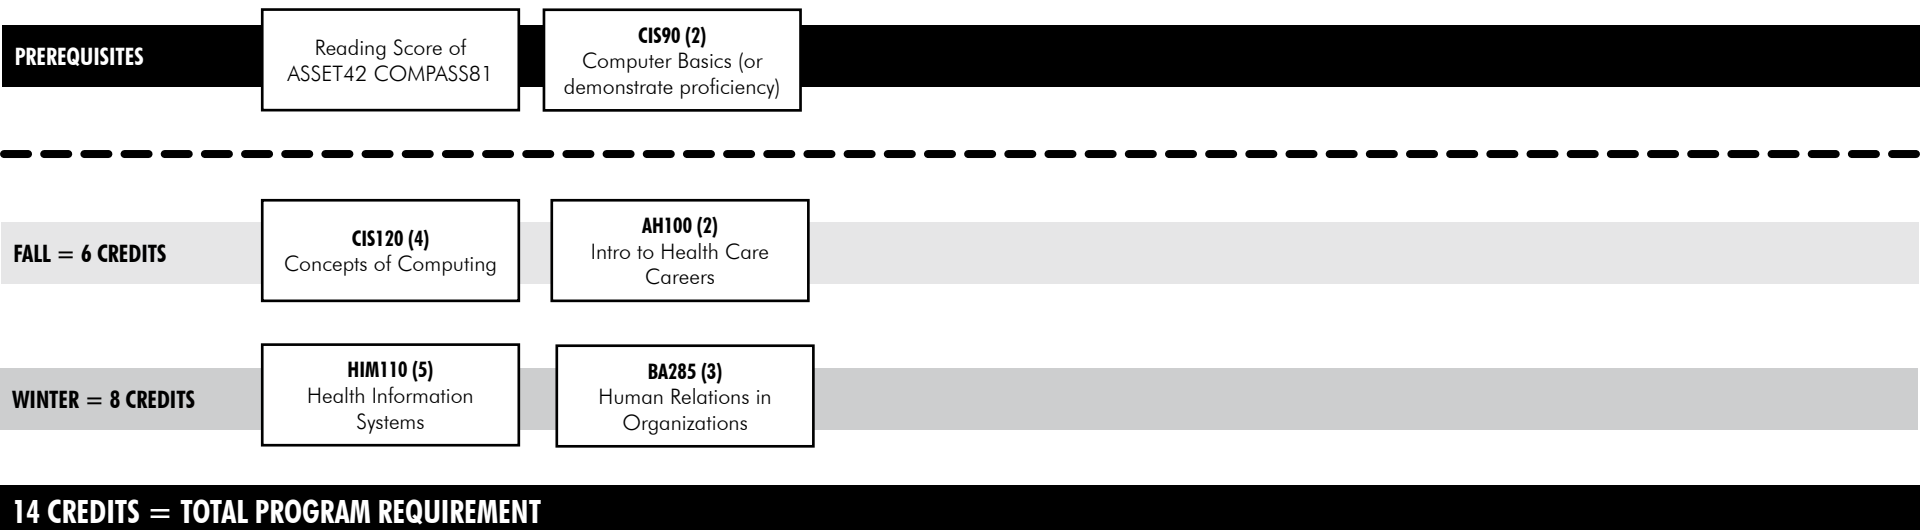 PREREQUISITES
Reading Score of
ASSET42 COMPASS81
CIS90 (2)
Computer Basics (or
demonstrate proficiency)
FALL = 6 CREDITS
CIS120 (4)
Concepts of Computing
AH100 (2)
Intro to Health Care
Careers
WINTER = 8 CREDITS
HIM110 (5)
Health Information
Systems
BA285 (3)
Human Relations in
Organizations
14 CREDITS = TOTAL PROGRAM REQUIREMENT